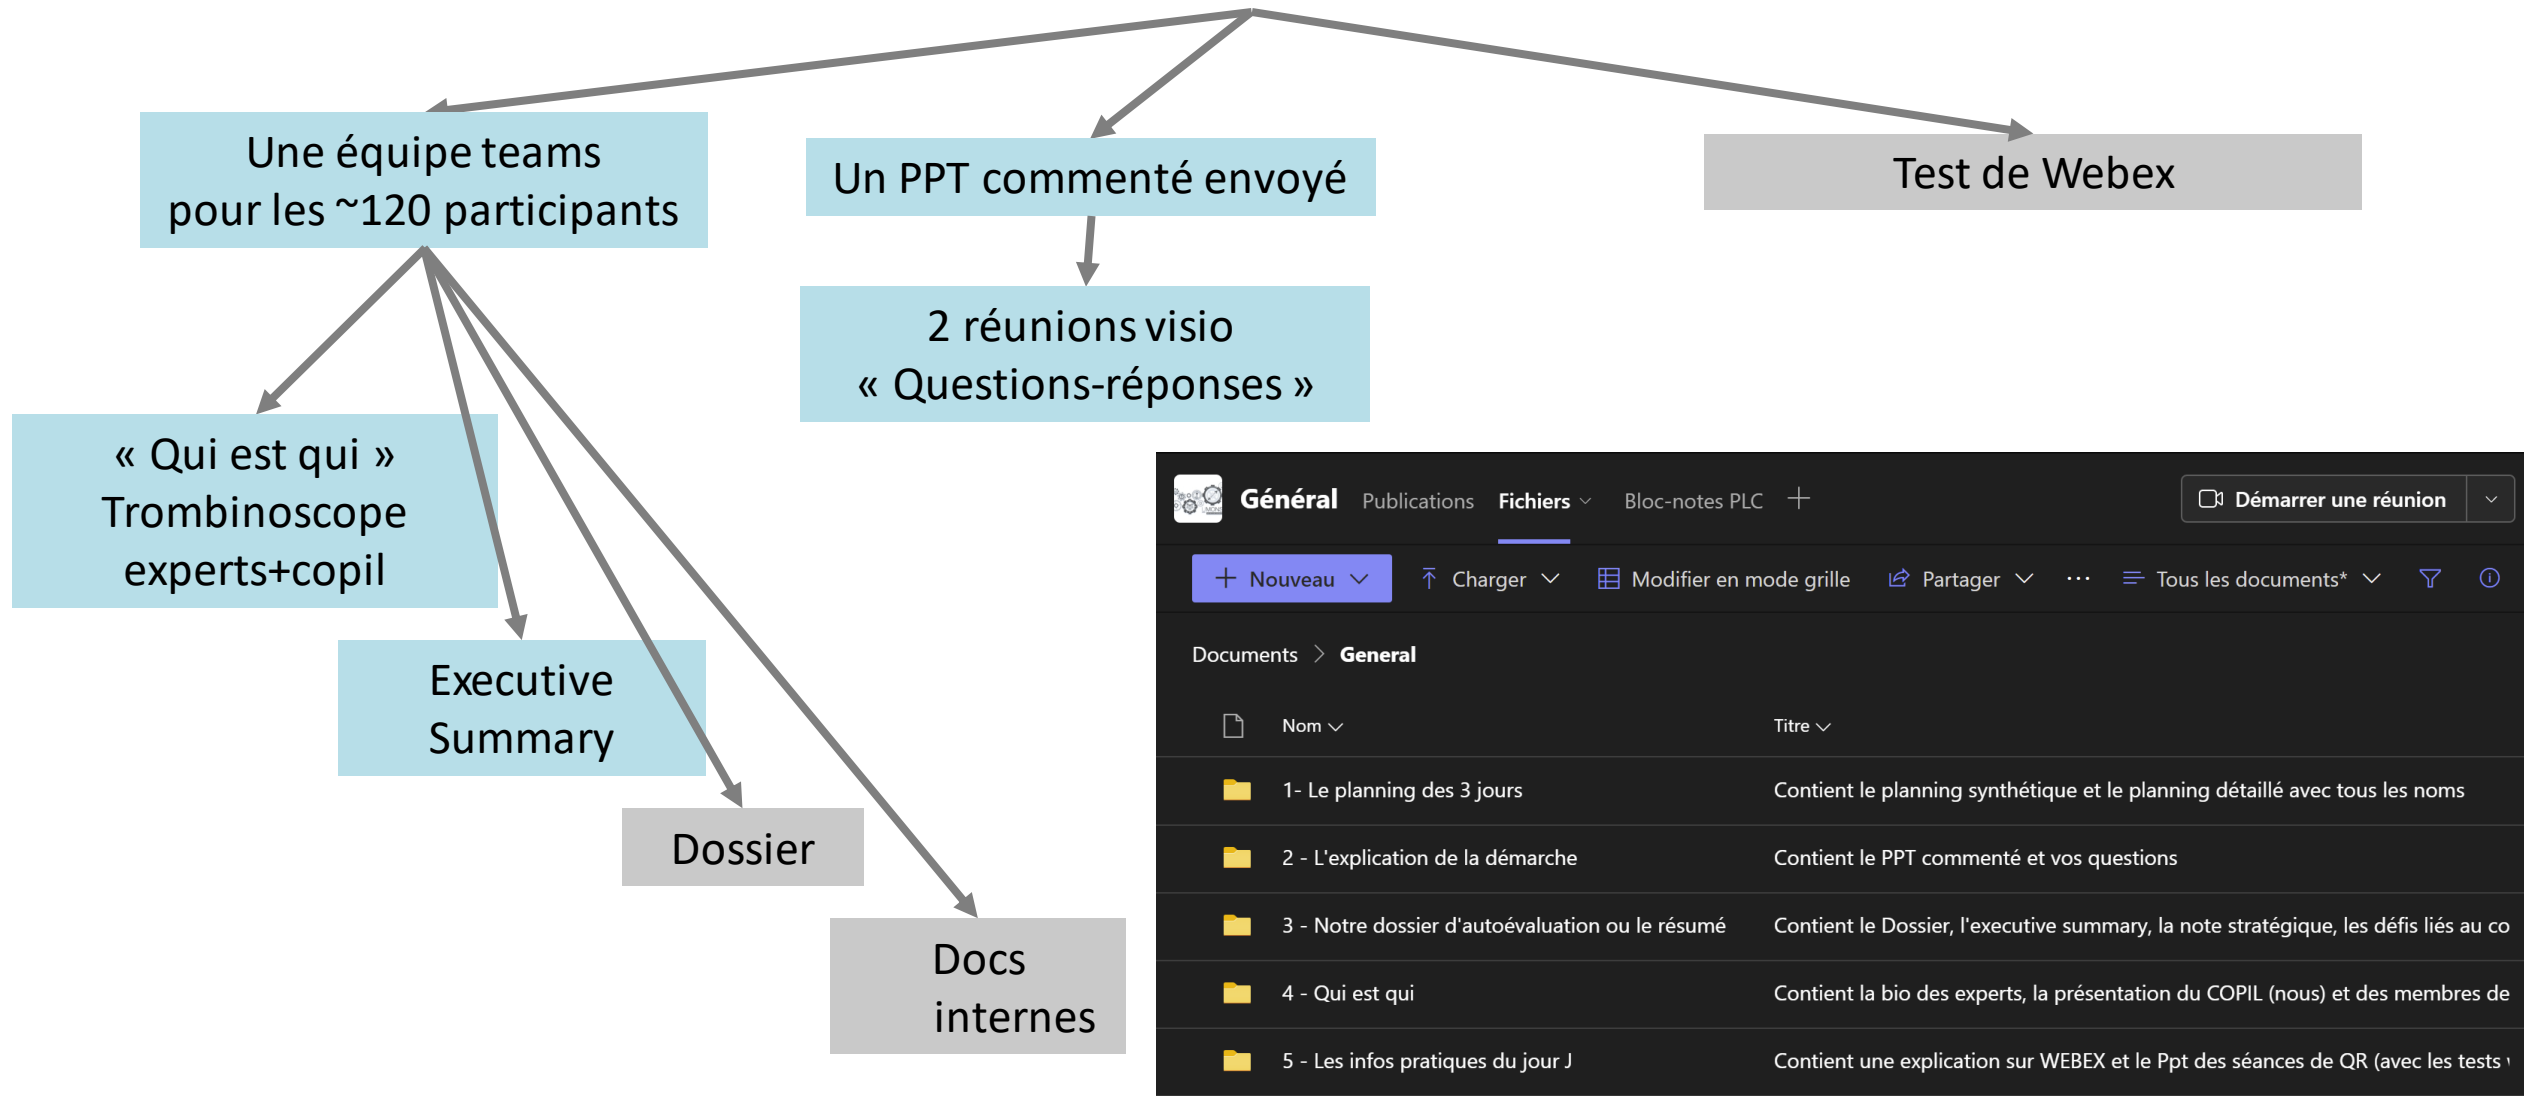 Une équipe teams
pour les ~120 participants
Un PPT commenté envoyé
Test de Webex
2 réunions visio
« Questions-réponses »
« Qui est qui »
Trombinoscope
experts+copil
Executive
Summary
Dossier
Docs
internes
Général Publications Fichiers Bloc-notes PLC Démarrer une réunion
Nouveau Charger Modifier en mode grille Partager ... Tous les documents*
Documents > General
Nom Titre
1- Le planning des 3 jours Contient le planning synthétique et le planning détaillé avec tous les noms
2 - L'explication de la démarche Contient le PPT commenté et vos questions
3 - Notre dossier d'autoévaluation ou le résumé Contient le Dossier, l'executive summary, la note stratégique, les défis liés au co
4 - Qui est qui Contient la bio des experts, la présentation du COPIL (nous) et des membres de
5 - Les infos pratiques du jour J Contient une explication sur WEBEX et le Ppt des séances de QR (avec les tests